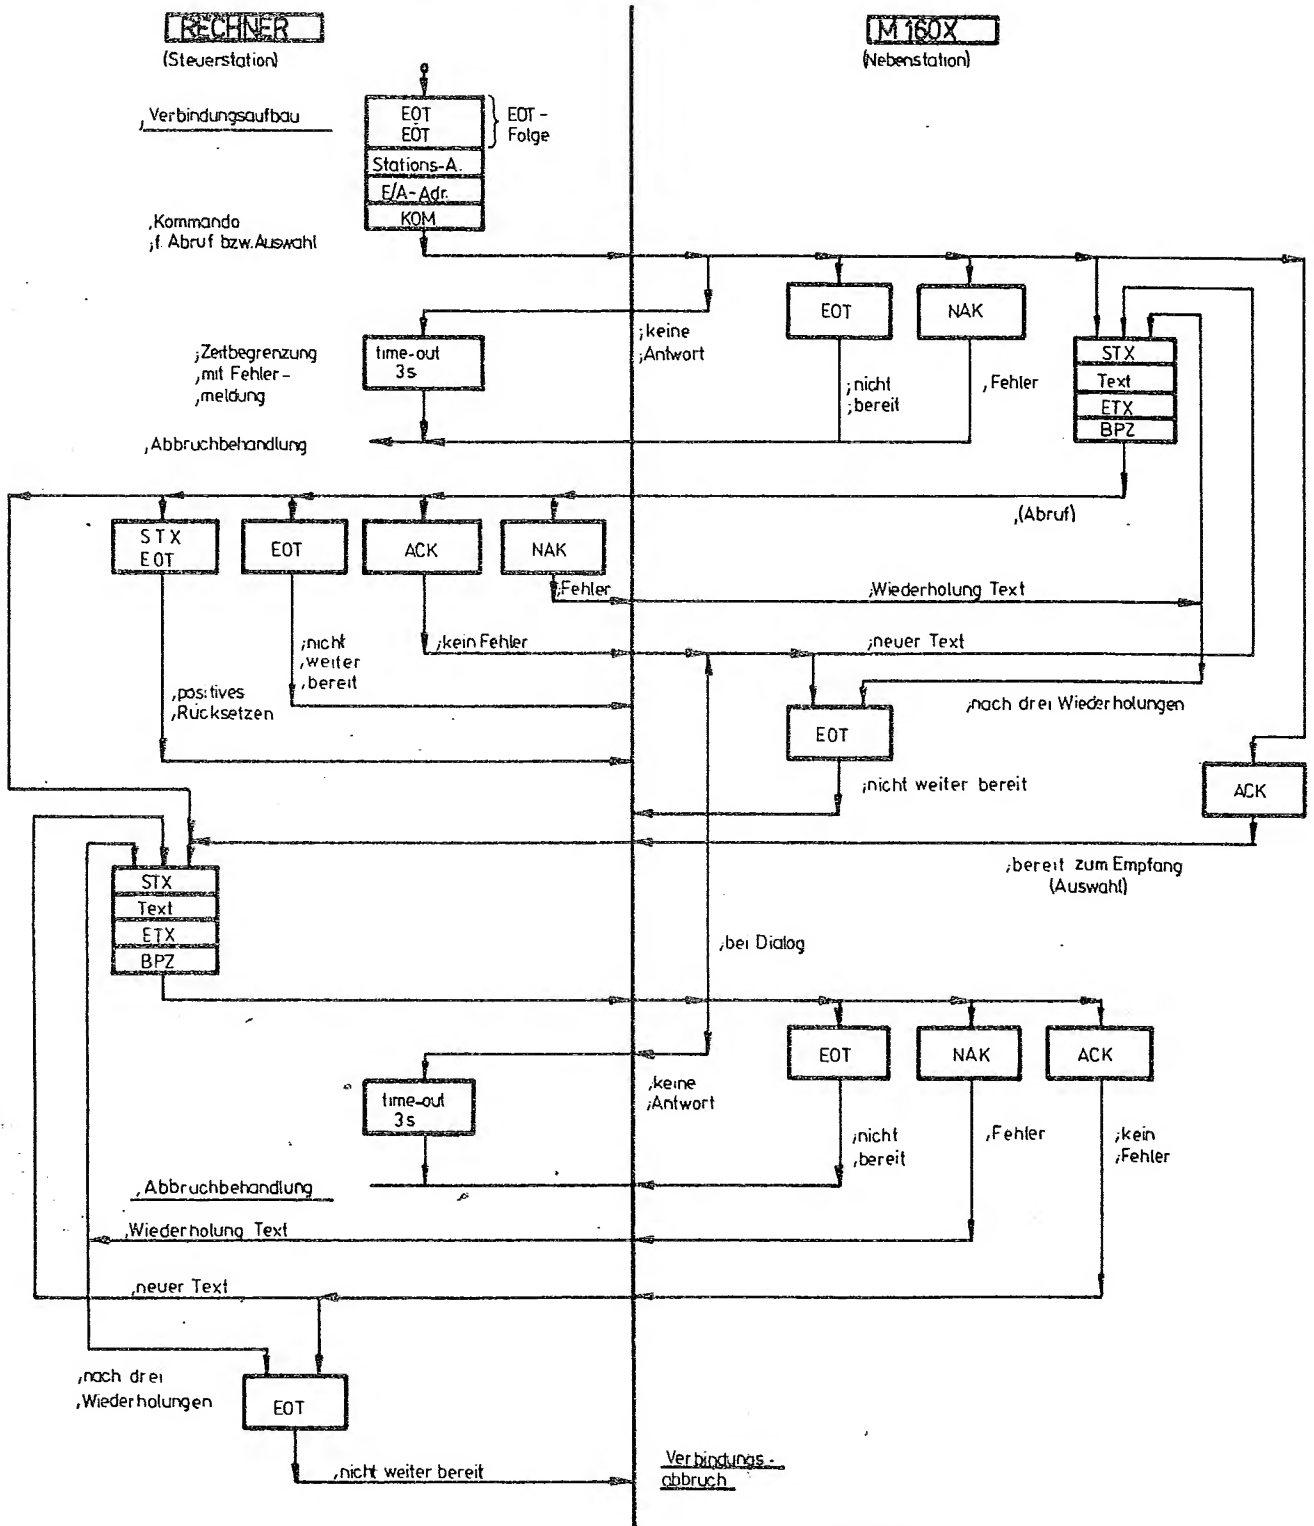 RECHNER
(Steuerstation)
M 160X
(Nebenstation)
,Verbindungsaufbau
EOT
EOT
EOT -
Folge
Stations-A.
E/A-Adr.
KOM
,Kommando
;f. Abruf bzw. Auswahl
EOT
NAK
;keine
;Antwort
;Zeitbegrenzung
,mit Fehler-
,meldung
time-out
3s
STX
Text
ETX
BPZ
;nicht
;bereit
,Fehler
,Abbruchbehandlung
,(Abruf)
STX
EOT
EOT
ACK
NAK
;Fehler
;Wiederholung Text
;nicht
,weiter
,bereit
;kein Fehler
;neuer Text
,positives
,Rücksetzen
;nach drei Wiederholungen
EOT
;nicht weiter bereit
ACK
;bereit zum Empfang
(Auswahl)
STX
Text
ETX
BPZ
;bei Dialog
EOT
NAK
ACK
time-out
3s
;keine
;Antwort
;nicht
,bereit
,Fehler
;kein
;Fehler
,Abbruchbehandlung
,Wiederholung Text
,neuer Text
,nach drei
,Wiederholungen
EOT
,nicht weiter bereit
Verbindungs-
abbruch